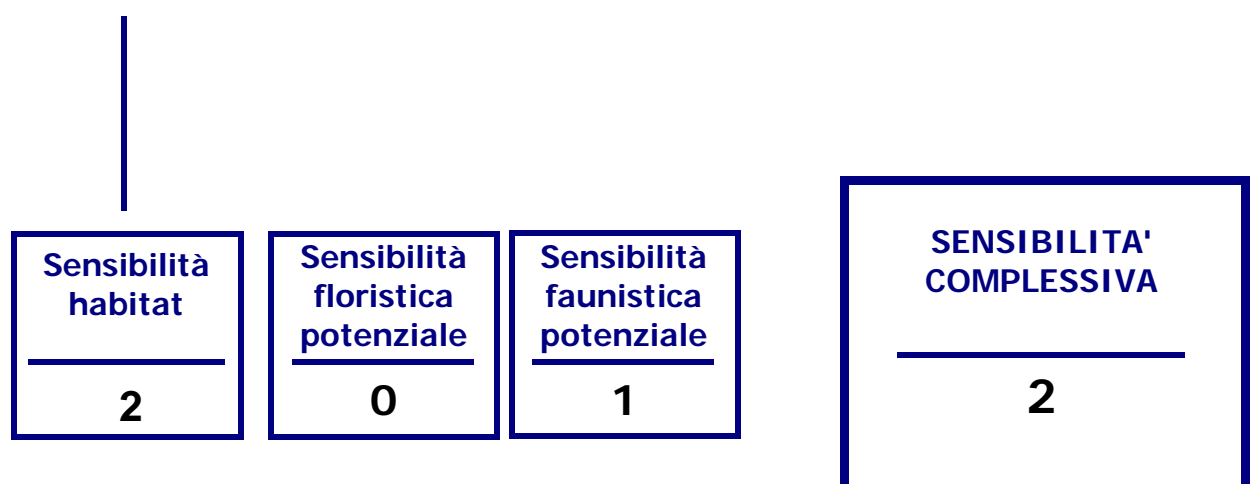 Sensibilità
habitat
2
Sensibilità
floristica
potenziale
0
Sensibilità
faunistica
potenziale
1
SENSIBILITA'
COMPLESSIVA
2